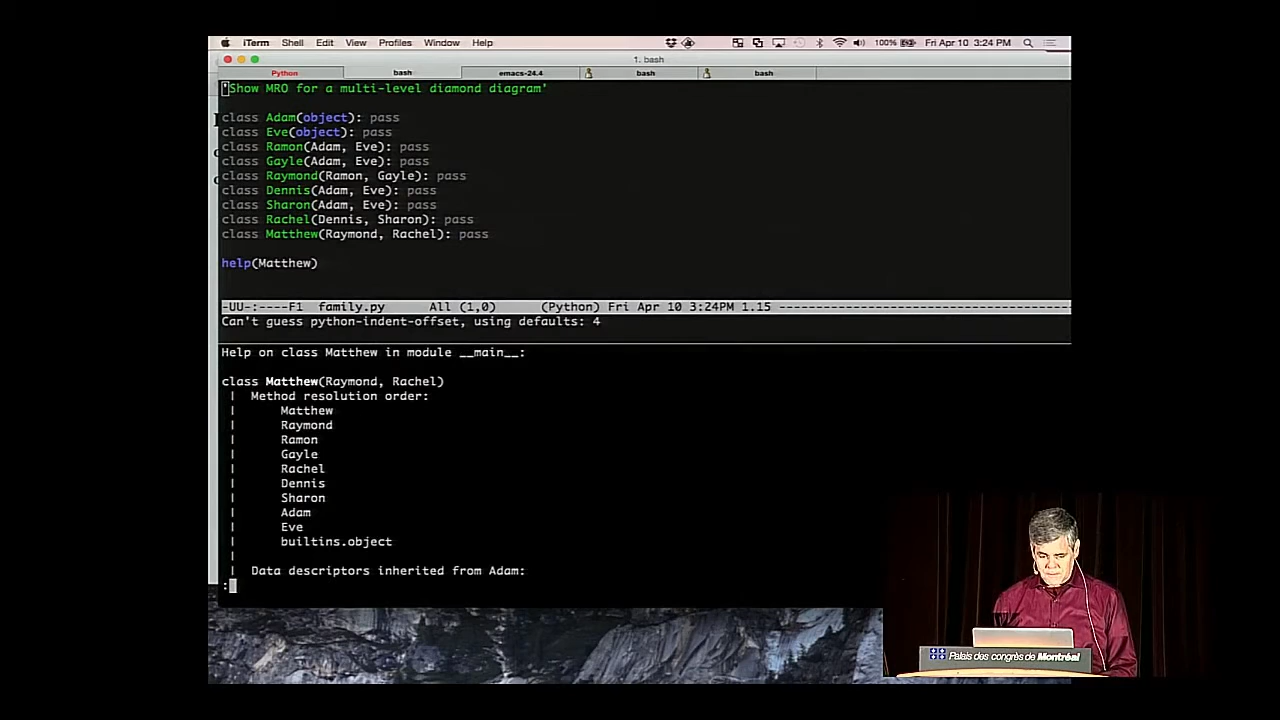 iTerm Shell Edit View Profiles Window Help 100% Fri Apr 10 3:24 PM
1. bash
Python bash emacs-24.4 bash bash
'Show MRO for a multi-level diamond diagram'
class Adam(object): pass
class Eve(object): pass
class Ramon(Adam, Eve): pass
class Gayle(Adam, Eve): pass
class Raymond(Ramon, Gayle): pass
class Dennis(Adam, Eve): pass
class Sharon(Adam, Eve): pass
class Rachel(Dennis, Sharon): pass
class Matthew(Raymond, Rachel): pass
help(Matthew)
-UU-:----F1 family.py All (1,0) (Python) Fri Apr 10 3:24PM 1.15 ----------------------------------------
Can't guess python-indent-offset, using defaults: 4
Help on class Matthew in module __main__:
class Matthew(Raymond, Rachel)
| Method resolution order:
| Matthew
| Raymond
| Ramon
| Gayle
| Rachel
| Dennis
| Sharon
| Adam
| Eve
| builtins.object
|
| Data descriptors inherited from Adam:
:
Palais des congrès de Montréal